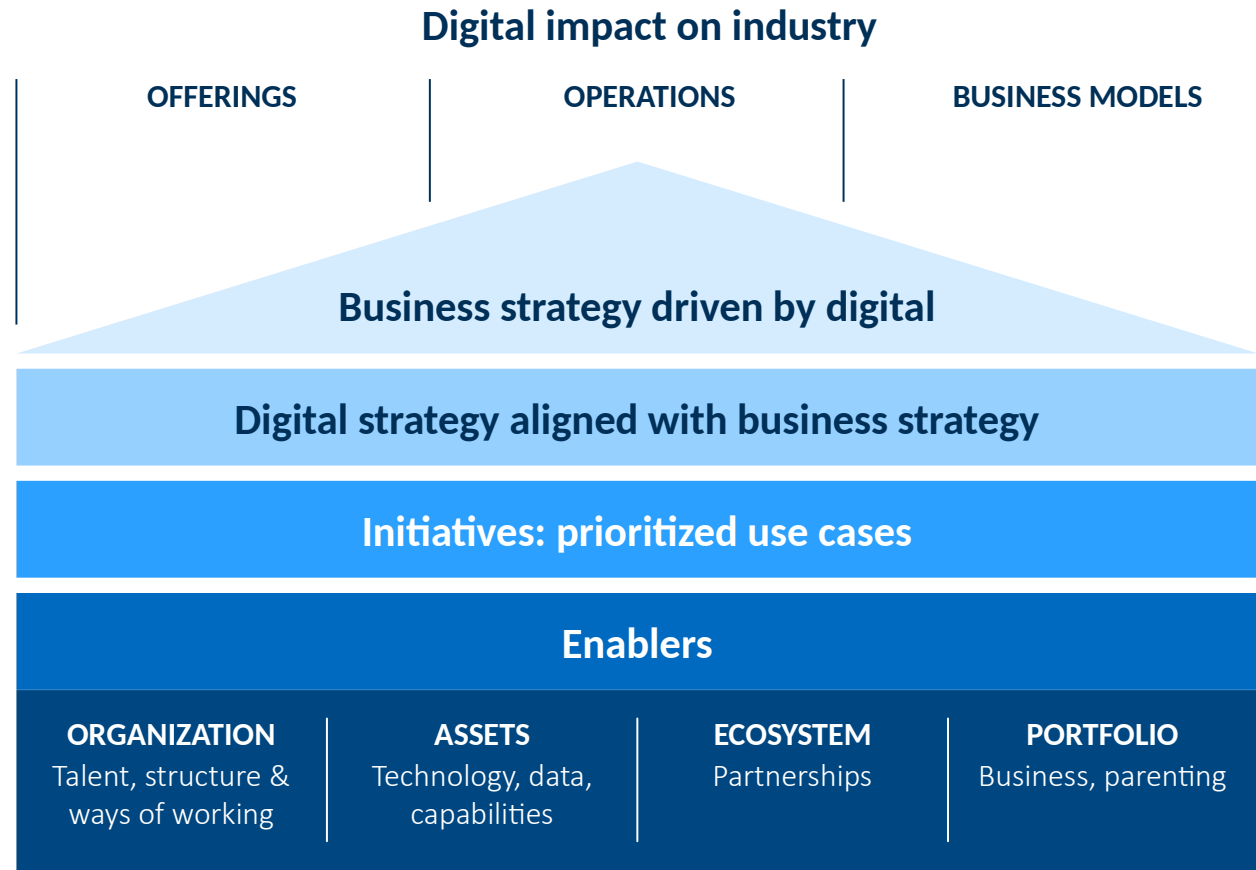 Digital impact on industry
OFFERINGS
OPERATIONS
BUSINESS MODELS
Business strategy driven by digital
Digital strategy aligned with business strategy
Initiatives: prioritized use cases
Enablers
ORGANIZATION
Talent, structure &
ways of working
ASSETS
Technology, data,
capabilities
ECOSYSTEM
Partnerships
PORTFOLIO
Business, parenting